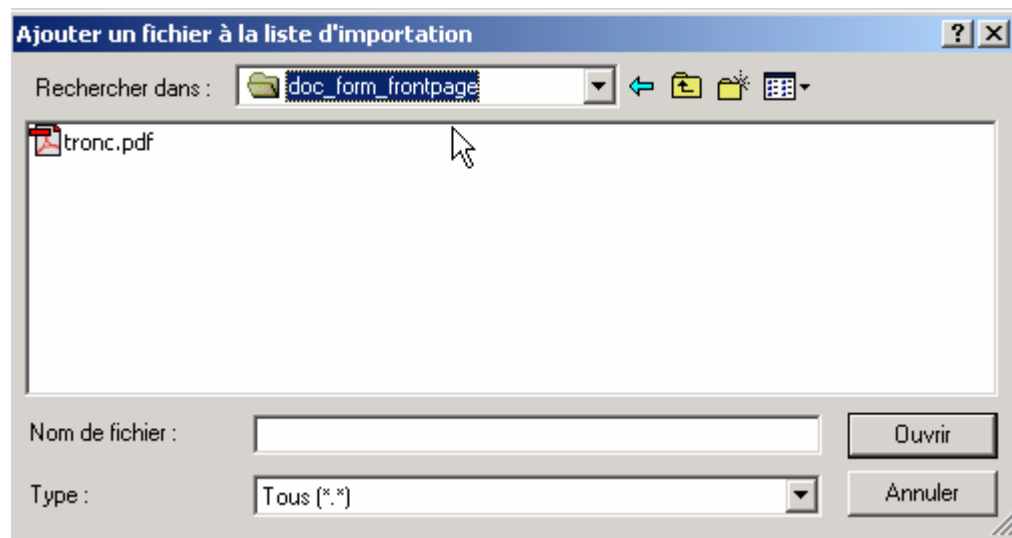 Ajouter un fichier à la liste d'importation
Rechercher dans :
doc_form_frontpage
tronc.pdf
Nom de fichier :
Ouvrir
Type :
Tous (*.*)
Annuler